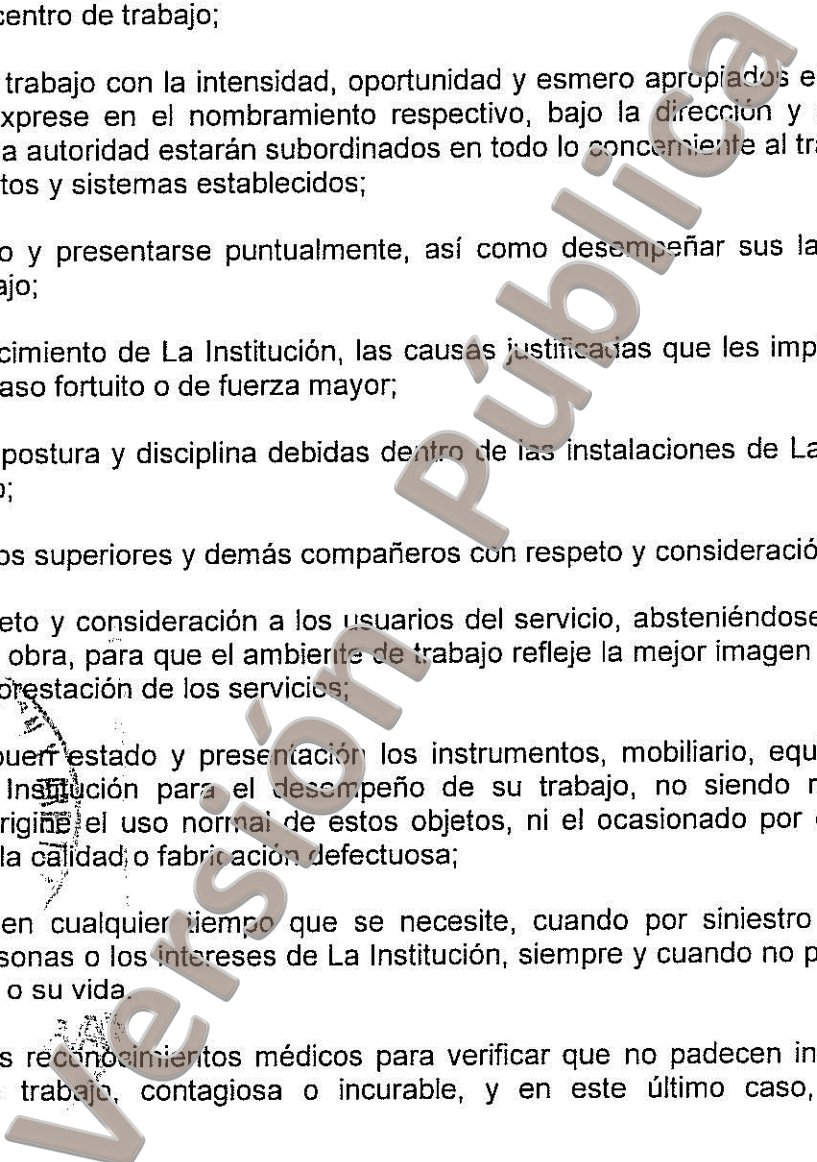 centro de trabajo;
trabajo con la intensidad, oportunidad y esmero apropiados e
xprese en el nombramiento respectivo, bajo la dirección y
a autoridad estarán subordinados en todo lo concerniente al tra
tos y sistemas establecidos;
o y presentarse puntualmente, así como desempeñar sus la
ajo;
cimiento de La Institución, las causas justificadas que les imp
aso fortuito o de fuerza mayor;
postura y disciplina debidas dentro de las instalaciones de La
o;
os superiores y demás compañeros con respeto y consideració
eto y consideración a los usuarios del servicio, absteniéndose
obra, para que el ambiente de trabajo refleje la mejor imagen
prestación de los servicios;
buen estado y presentación los instrumentos, mobiliario, equ
Institución para el desempeño de su trabajo, no siendo r
rigine el uso normal de estos objetos, ni el ocasionado por
la calidad o fabricación defectuosa;
en cualquier tiempo que se necesite, cuando por siniestro
sonas o los intereses de La Institución, siempre y cuando no p
o su vida.
s reconocimientos médicos para verificar que no padecen in
trabajo, contagiosa o incurable, y en este último caso,
Versión Pública